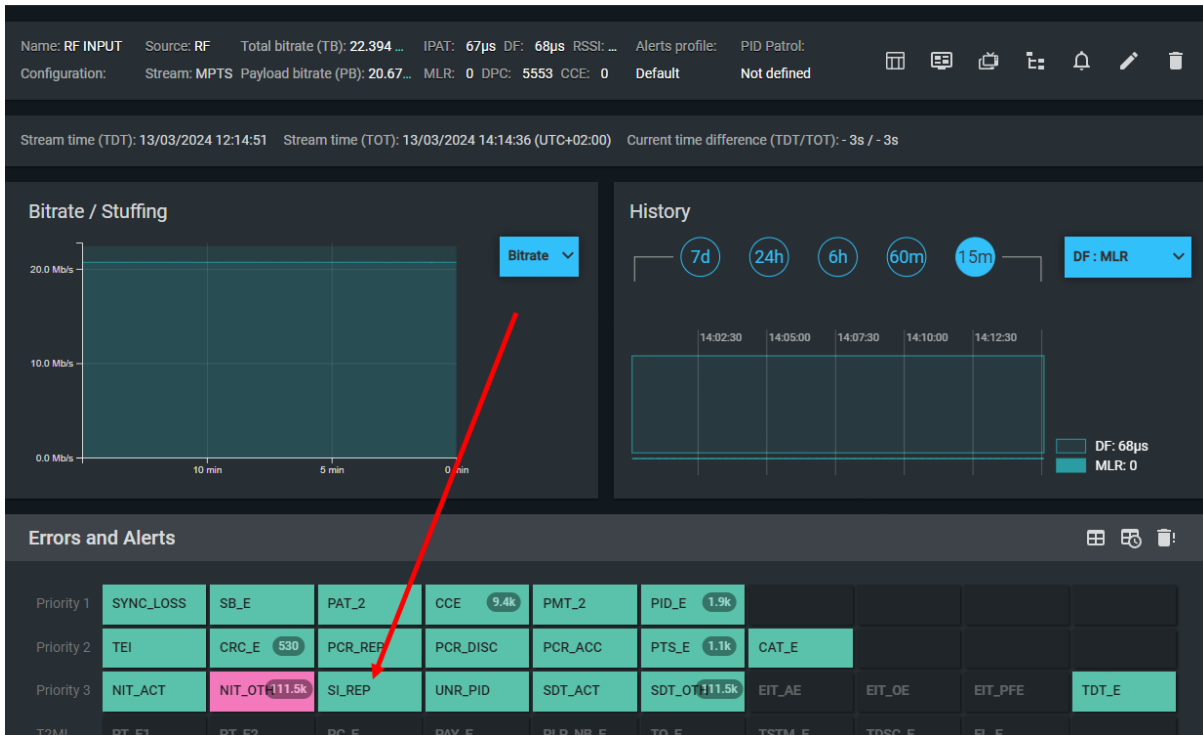 Name: RF INPUT Source: RF Total bitrate (TB): 22.394 ... IPAT: 67µs DF: 68µs RSSI: ... Alerts profile: PID Patrol:
Configuration: Stream: MPTS Payload bitrate (PB): 20.67... MLR: 0 DPC: 5553 CCE: 0 Default Not defined
Stream time (TDT): 13/03/2024 12:14:51 Stream time (TOT): 13/03/2024 14:14:36 (UTC+02:00) Current time difference (TDT/TOT): - 3s / - 3s
Bitrate / Stuffing
Bitrate
20.0 Mb/s
10.0 Mb/s
0.0 Mb/s
10 min 5 min 0 min
History
7d 24h 6h 60m 15m DF : MLR
14:02:30 14:05:00 14:07:30 14:10:00 14:12:30
DF: 68µs
MLR: 0
Errors and Alerts
Priority 1 SYNC_LOSS SB_E PAT_2 CCE 9.4k PMT_2 PID_E 1.9k
Priority 2 TEI CRC_E 530 PCR_REP PCR_DISC PCR_ACC PTS_E 1.1k CAT_E
Priority 3 NIT_ACT NIT_OTH 111.5k SI_REP UNR_PID SDT_ACT SDT_OTH 111.5k EIT_AE EIT_OE EIT_PFE TDT_E